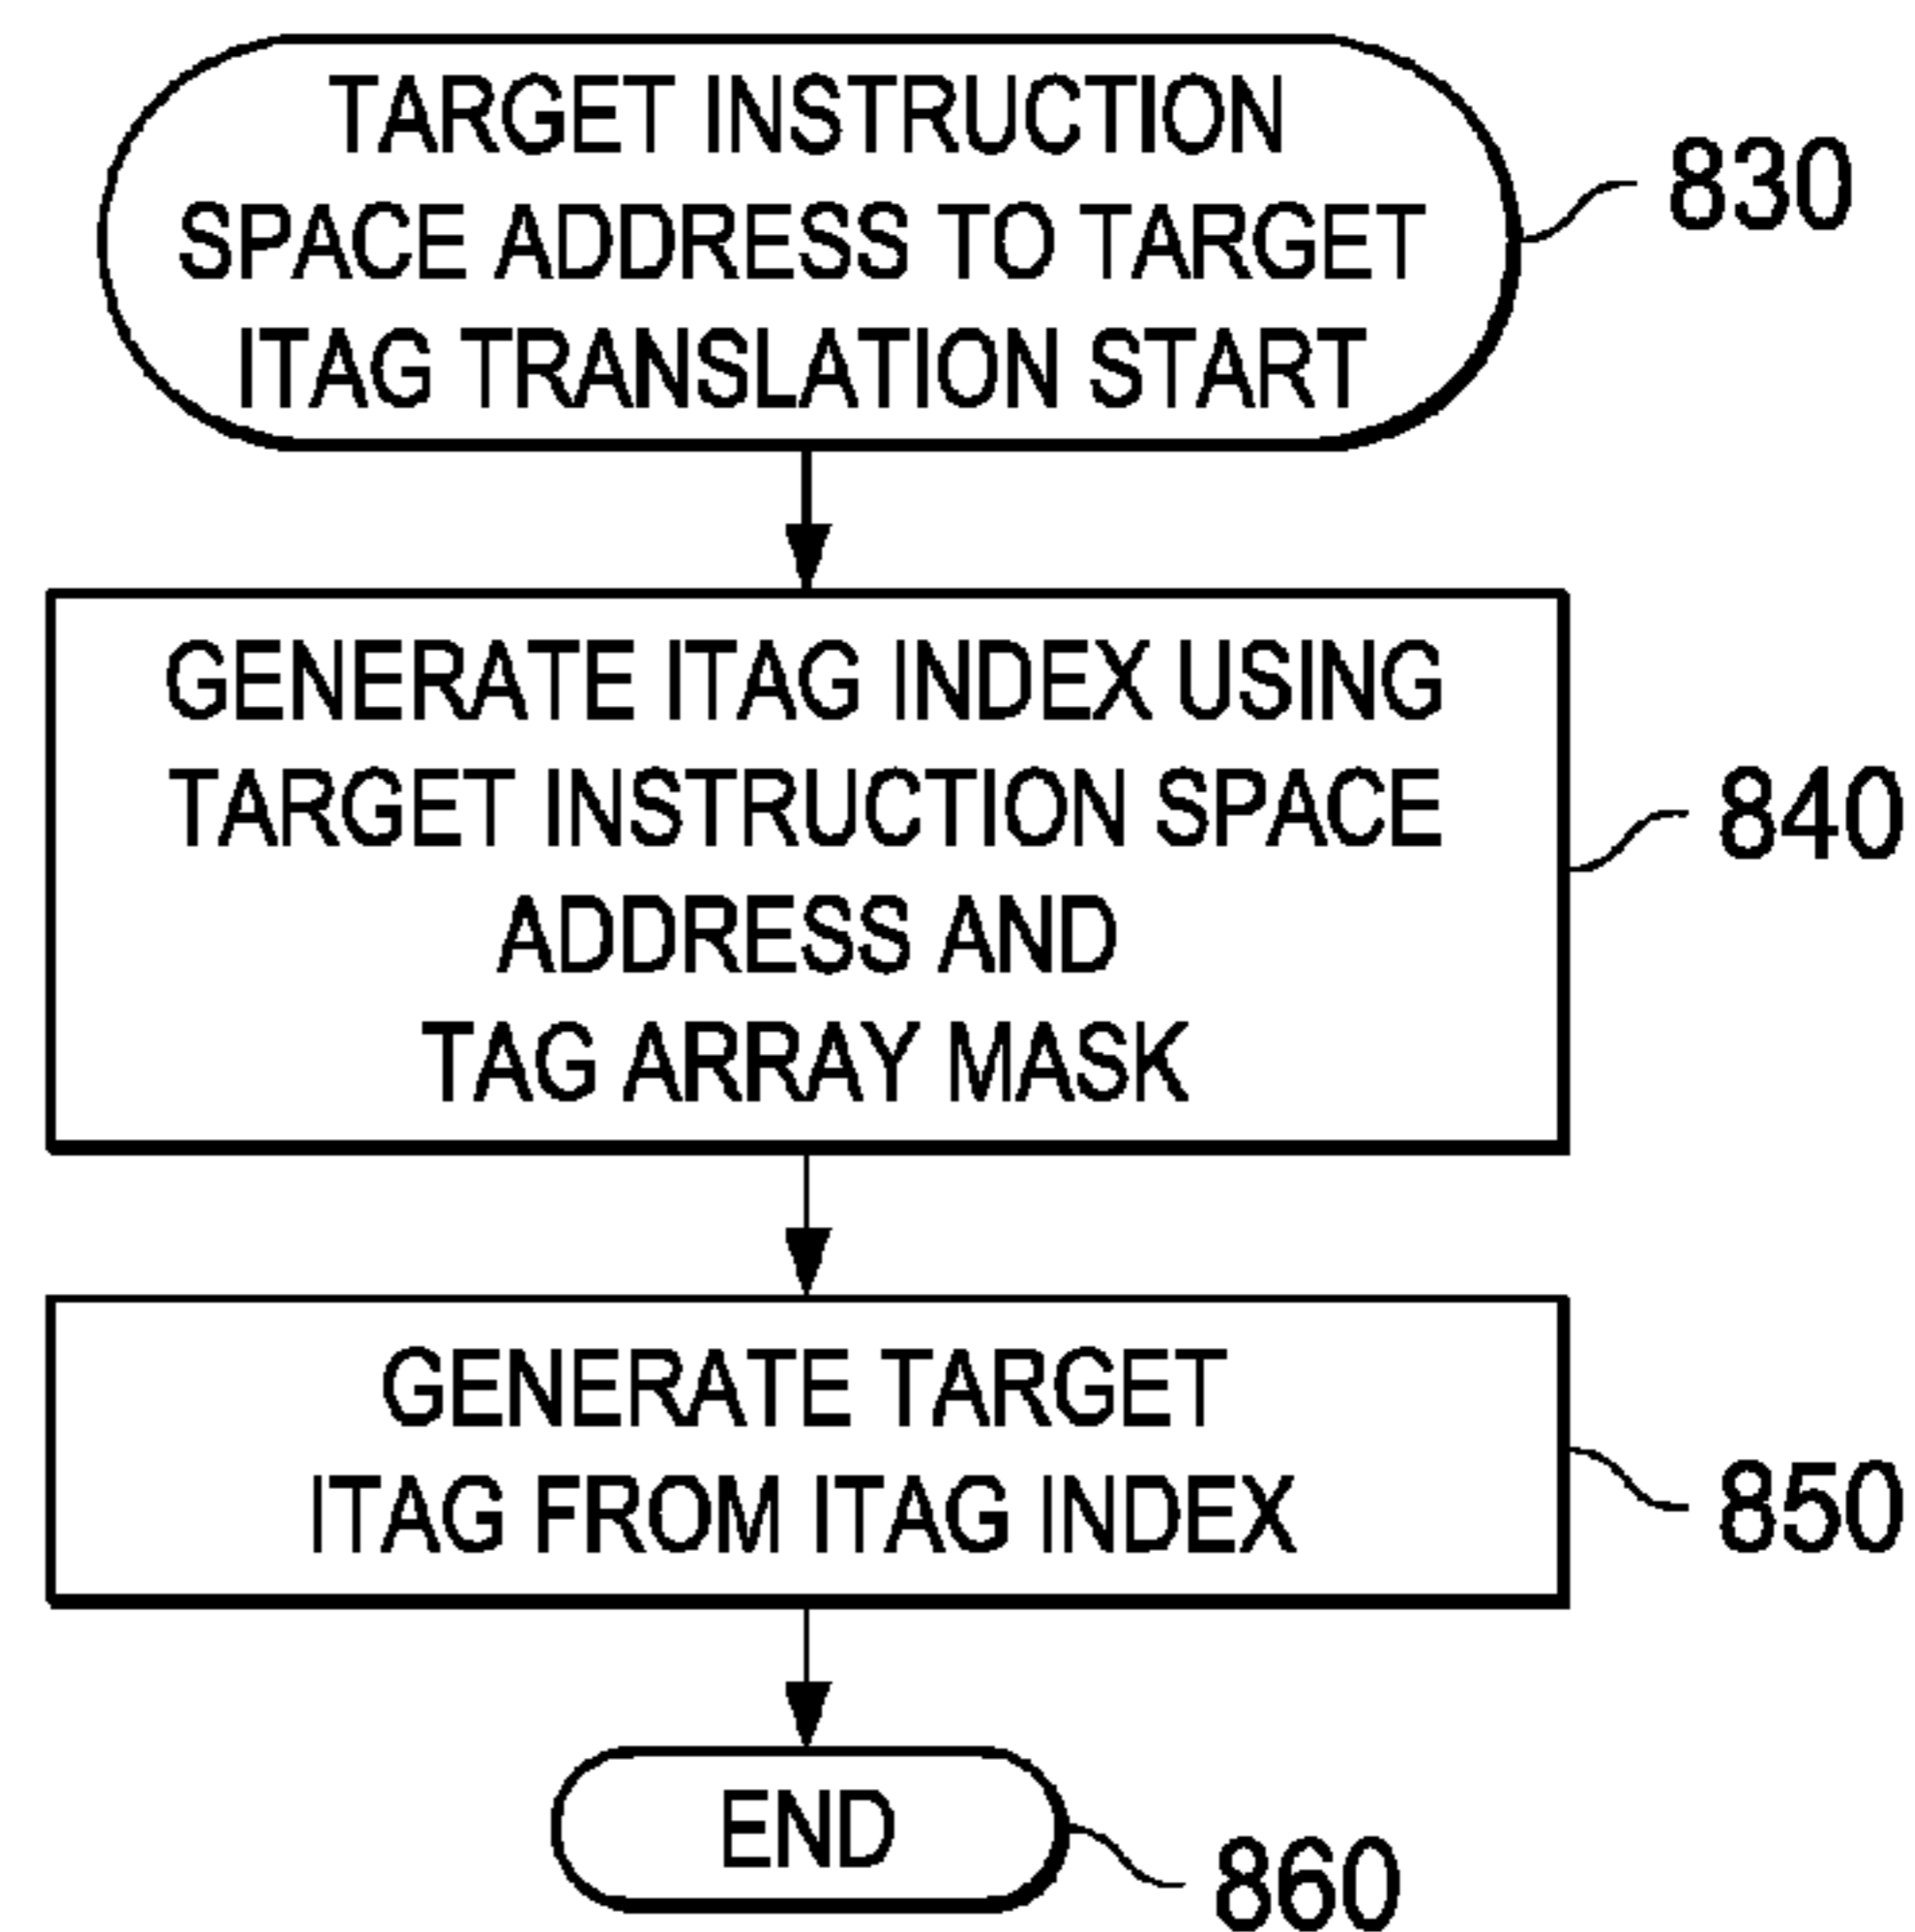 TARGET INSTRUCTION
SPACE ADDRESS TO TARGET
ITAG TRANSLATION START
830
GENERATE ITAG INDEX USING
TARGET INSTRUCTION SPACE
ADDRESS AND
TAG ARRAY MASK
840
GENERATE TARGET
ITAG FROM ITAG INDEX
850
END
860